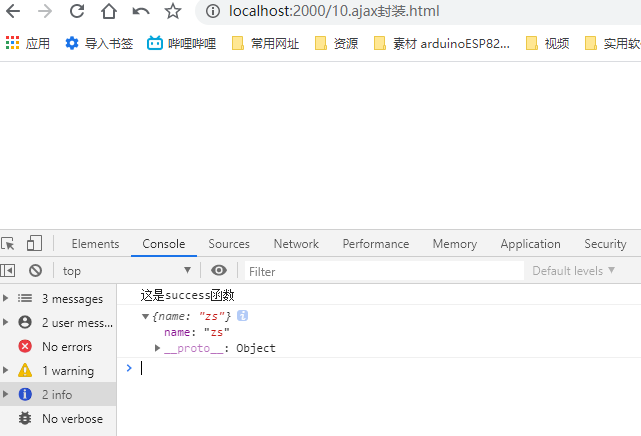 localhost:2000/10.ajax封装.html
应用 导入书签 哔哩哔哩 常用网址 资源 素材 arduinoESP82... 视频 实用软
Elements Console Sources Network Performance Memory Application Security
top Filter Default levels
3 messages
2 user mess...
No errors
1 warning
2 info
No verbose
这是success函数
{name: "zs"}
name: "zs"
__proto__: Object